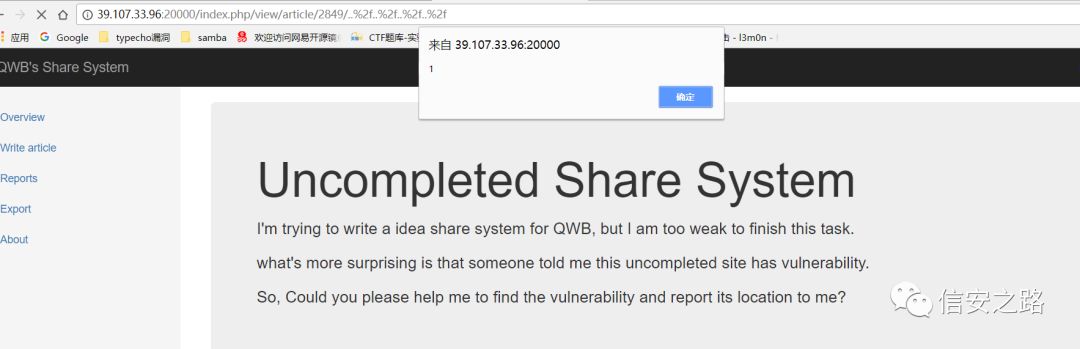 39.107.33.96:20000/index.php/view/article/2849/..%2f..%2f..%2f..%2f
应用 Google typecho漏洞 samba 欢迎访问网易开源镜 CTF题库-实 - l3m0n -
来自 39.107.33.96:20000
1
确定
QWB's Share System
Overview
Write article
Reports
Export
About
Uncompleted Share System
I'm trying to write a idea share system for QWB, but I am too weak to finish this task.
what's more surprising is that someone told me this uncompleted site has vulnerability.
So, Could you please help me to find the vulnerability and report its location to me?
信安之路